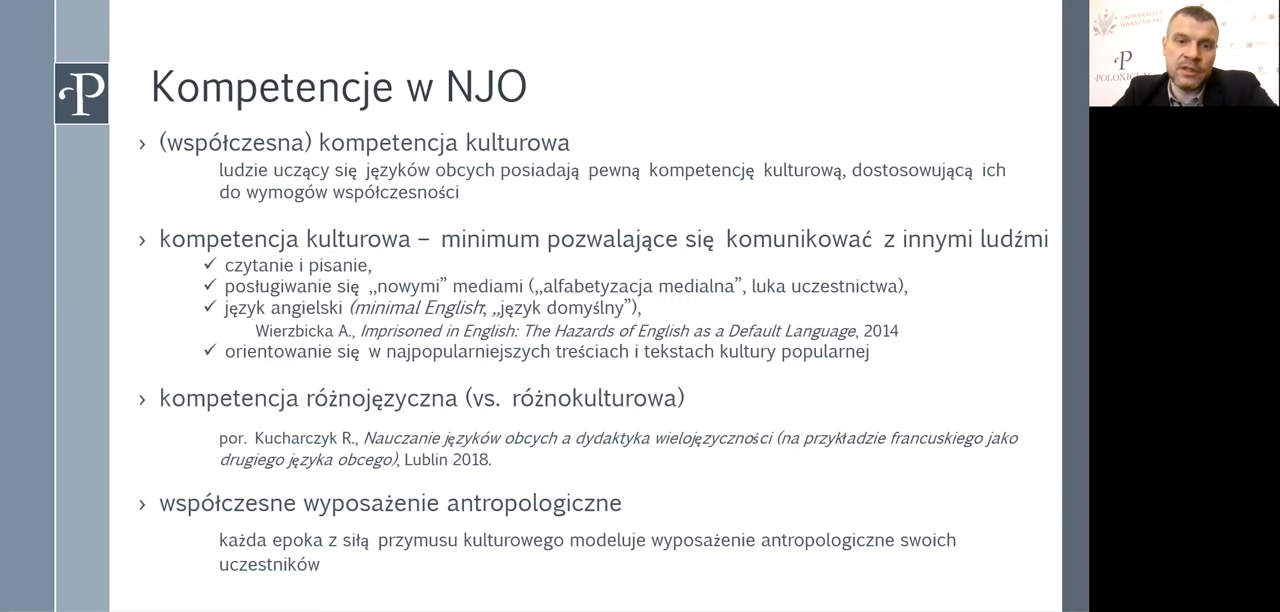 Kompetencje w NJO
› (współczesna) kompetencja kulturowa
ludzie uczący się języków obcych posiadają pewną kompetencję kulturową, dostosowującą ich
do wymogów współczesności
› kompetencja kulturowa – minimum pozwalające się komunikować z innymi ludźmi
✓ czytanie i pisanie,
✓ posługiwanie się „nowymi” mediami („alfabetyzacja medialna”, luka uczestnictwa),
✓ język angielski (minimal English; „język domyślny”),
Wierzbicka A., Imprisoned in English: The Hazards of English as a Default Language, 2014
✓ orientowanie się w najpopularniejszych treściach i tekstach kultury popularnej
› kompetencja różnojęzyczna (vs. różnokulturowa)
por. Kucharczyk R., Nauczanie języków obcych a dydaktyka wielojęzyczności (na przykładzie francuskiego jako
drugiego języka obcego), Lublin 2018.
› współczesne wyposażenie antropologiczne
każda epoka z siłą przymusu kulturowego modeluje wyposażenie antropologiczne swoich
uczestników
P
UNIWERSYTET
WARSZAWSKI
P
POLONICUM